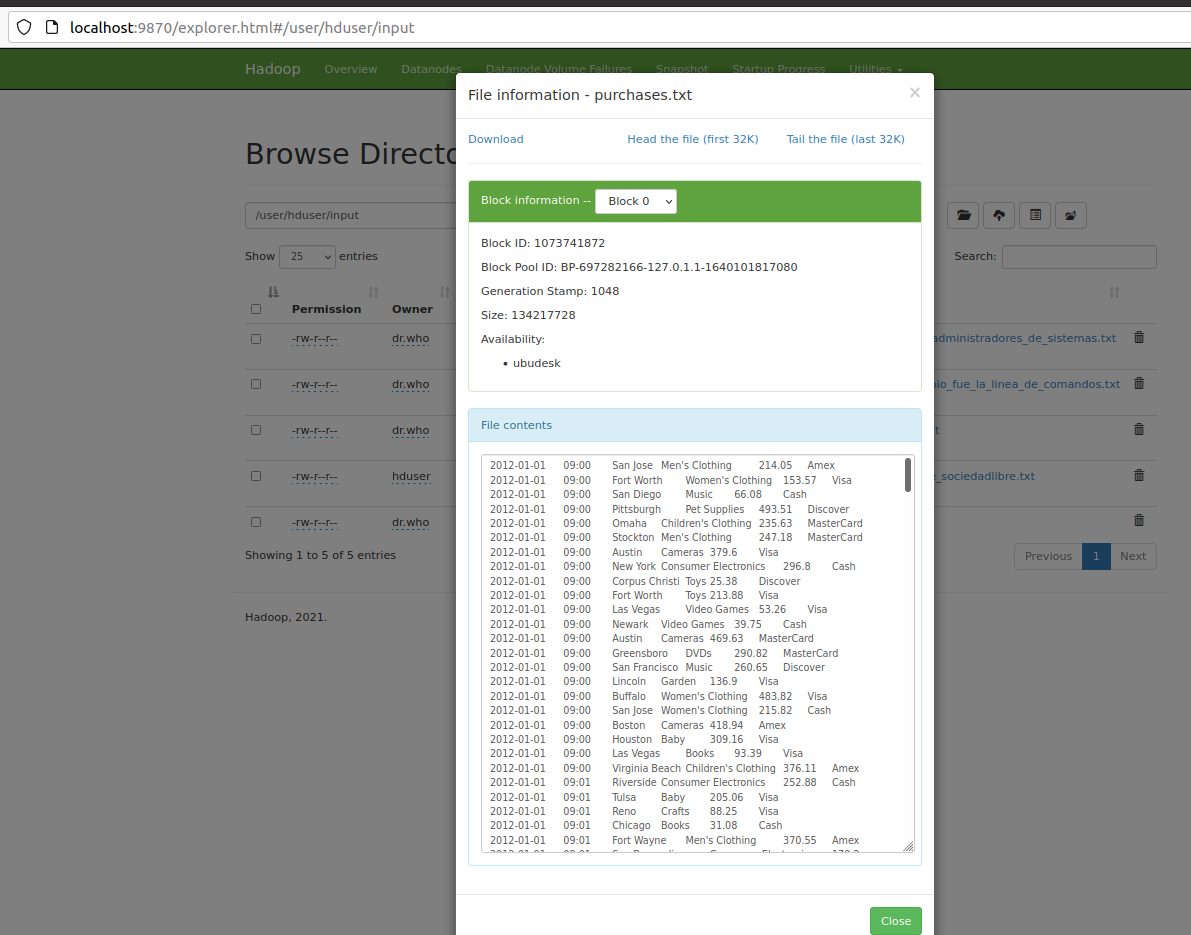 localhost:9870/explorer.html#/user/hduser/input
Hadoop Overview Datanodes Datanode Volume Failures Snapshot Startup Progress Utilities
File information - purchases.txt ×
Download Head the file (first 32K) Tail the file (last 32K)
Browse Directo
Block information -- Block 0
/user/hduser/input
Show 25 entries
Search:
Permission Owner
-rw-r--r-- dr.who administradores_de_sistemas.txt
-rw-r--r-- dr.who pio_fue_la_linea_de_comandos.txt
-rw-r--r-- dr.who t
-rw-r--r-- hduser e_sociedadlibre.txt
-rw-r--r-- dr.who
Showing 1 to 5 of 5 entries
Previous 1 Next
Hadoop, 2021.
Block ID: 1073741872
Block Pool ID: BP-697282166-127.0.1.1-1640101817080
Generation Stamp: 1048
Size: 134217728
Availability:
• ubudesk
File contents
2012-01-01 09:00 San Jose Men's Clothing 214.05 Amex
2012-01-01 09:00 Fort Worth Women's Clothing 153.57 Visa
2012-01-01 09:00 San Diego Music 66.08 Cash
2012-01-01 09:00 Pittsburgh Pet Supplies 493.51 Discover
2012-01-01 09:00 Omaha Children's Clothing 235.63 MasterCard
2012-01-01 09:00 Stockton Men's Clothing 247.18 MasterCard
2012-01-01 09:00 Austin Cameras 379.6 Visa
2012-01-01 09:00 New York Consumer Electronics 296.8 Cash
2012-01-01 09:00 Corpus Christi Toys 25.38 Discover
2012-01-01 09:00 Fort Worth Toys 213.88 Visa
2012-01-01 09:00 Las Vegas Video Games 53.26 Visa
2012-01-01 09:00 Newark Video Games 39.75 Cash
2012-01-01 09:00 Austin Cameras 469.63 MasterCard
2012-01-01 09:00 Greensboro DVDs 290.82 MasterCard
2012-01-01 09:00 San Francisco Music 260.65 Discover
2012-01-01 09:00 Lincoln Garden 136.9 Visa
2012-01-01 09:00 Buffalo Women's Clothing 483.82 Visa
2012-01-01 09:00 San Jose Women's Clothing 215.82 Cash
2012-01-01 09:00 Boston Cameras 418.94 Amex
2012-01-01 09:00 Houston Baby 309.16 Visa
2012-01-01 09:00 Las Vegas Books 93.39 Visa
2012-01-01 09:00 Virginia Beach Children's Clothing 376.11 Amex
2012-01-01 09:01 Riverside Consumer Electronics 252.88 Cash
2012-01-01 09:01 Tulsa Baby 205.06 Visa
2012-01-01 09:01 Reno Crafts 88.25 Visa
2012-01-01 09:01 Chicago Books 31.08 Cash
2012-01-01 09:01 Fort Wayne Men's Clothing 370.55 Amex
Close